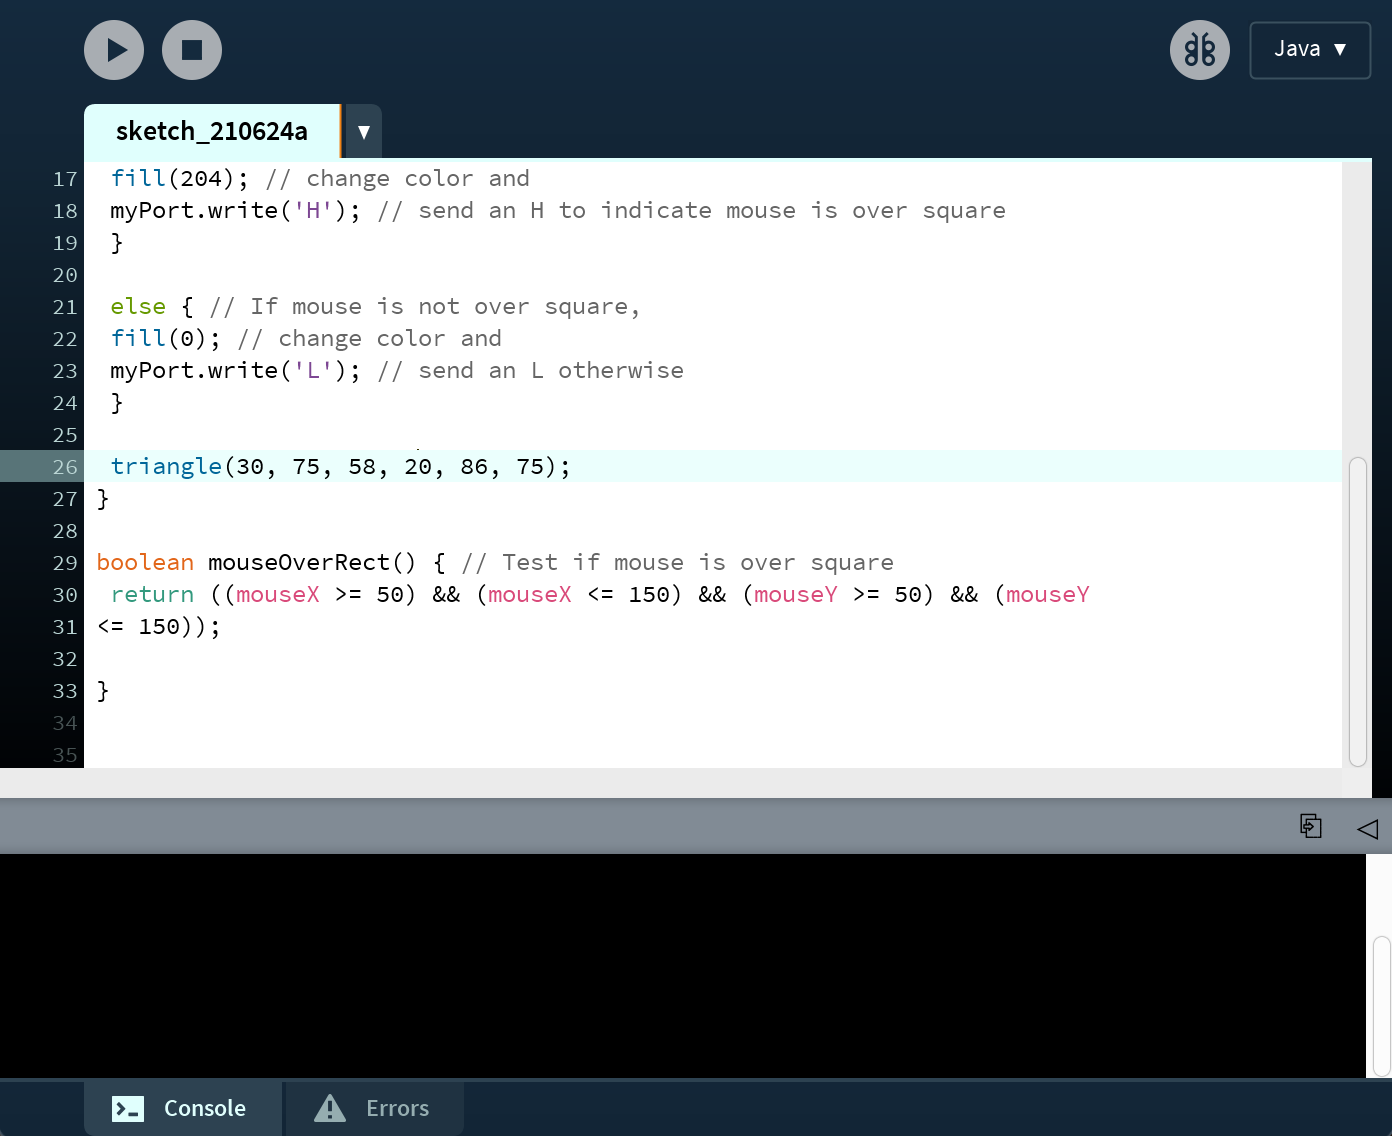 Java ▼
sketch_210624a ▼
17 fill(204); // change color and
18 myPort.write('H'); // send an H to indicate mouse is over square
19 }
20
21 else { // If mouse is not over square,
22 fill(0); // change color and
23 myPort.write('L'); // send an L otherwise
24 }
25
26 triangle(30, 75, 58, 20, 86, 75);
27 }
28
29 boolean mouseOverRect() { // Test if mouse is over square
30 return ((mouseX >= 50) && (mouseX <= 150) && (mouseY >= 50) && (mouseY
31 <= 150));
32
33 }
34
35
Console Errors